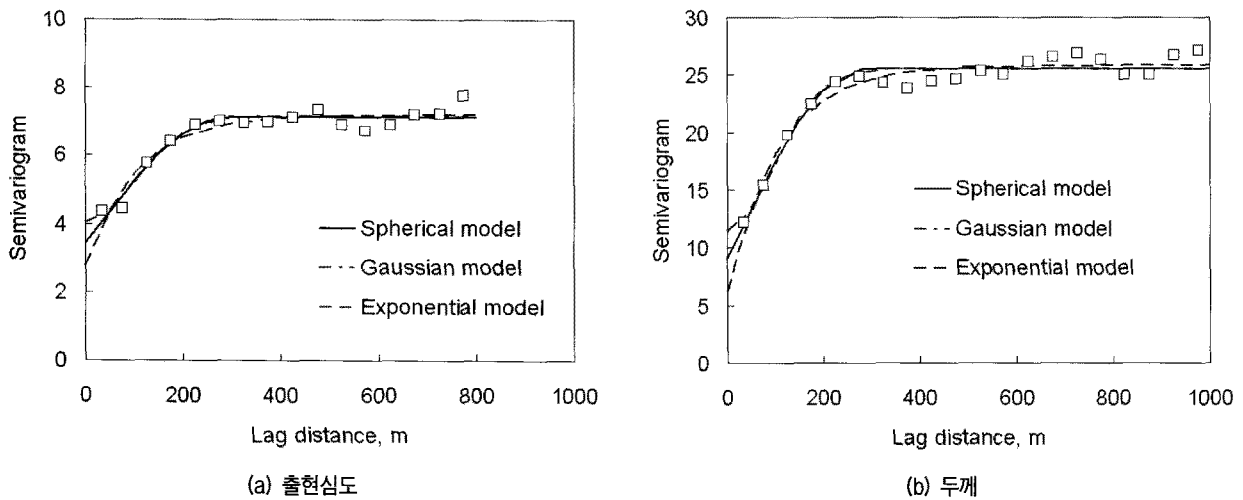 10
8
6
4
2
0
Semivariogram
Spherical model
Gaussian model
Exponential model
0 200 400 600 800 1000
Lag distance, m
(a) 출현심도
30
25
20
15
10
5
0
Semivariogram
Spherical model
Gaussian model
Exponential model
0 200 400 600 800 1000
Lag distance, m
(b) 두께